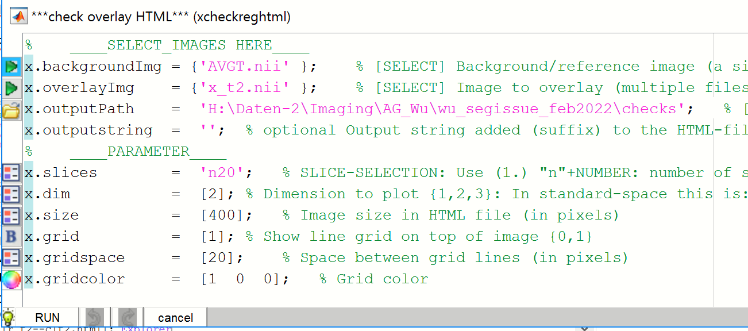 ***check overlay HTML*** (xcheckreghtml)
% ____SELECT_IMAGES HERE____
x.backgroundImg = {'AVGT.nii' }; % [SELECT] Background/reference image (a si
x.overlayImg = {'x_t2.nii' }; % [SELECT] Image to overlay (multiple files
x.outputPath = 'H:\Daten-2\Imaging\AG_Wu\wu_segissue_feb2022\checks'; % [
x.outputstring = ''; % optional Output string added (suffix) to the HTML-fil
% ____PARAMETER____
x.slices = 'n20'; % SLICE-SELECTION: Use (1.) "n"+NUMBER: number of s
x.dim = [2]; % Dimension to plot {1,2,3}: In standard-space this is:
x.size = [400]; % Image size in HTML file (in pixels)
B x.grid = [1]; % Show line grid on top of image {0,1}
x.gridspace = [20]; % Space between grid lines (in pixels)
x.gridcolor = [1 0 0]; % Grid color
RUN cancel